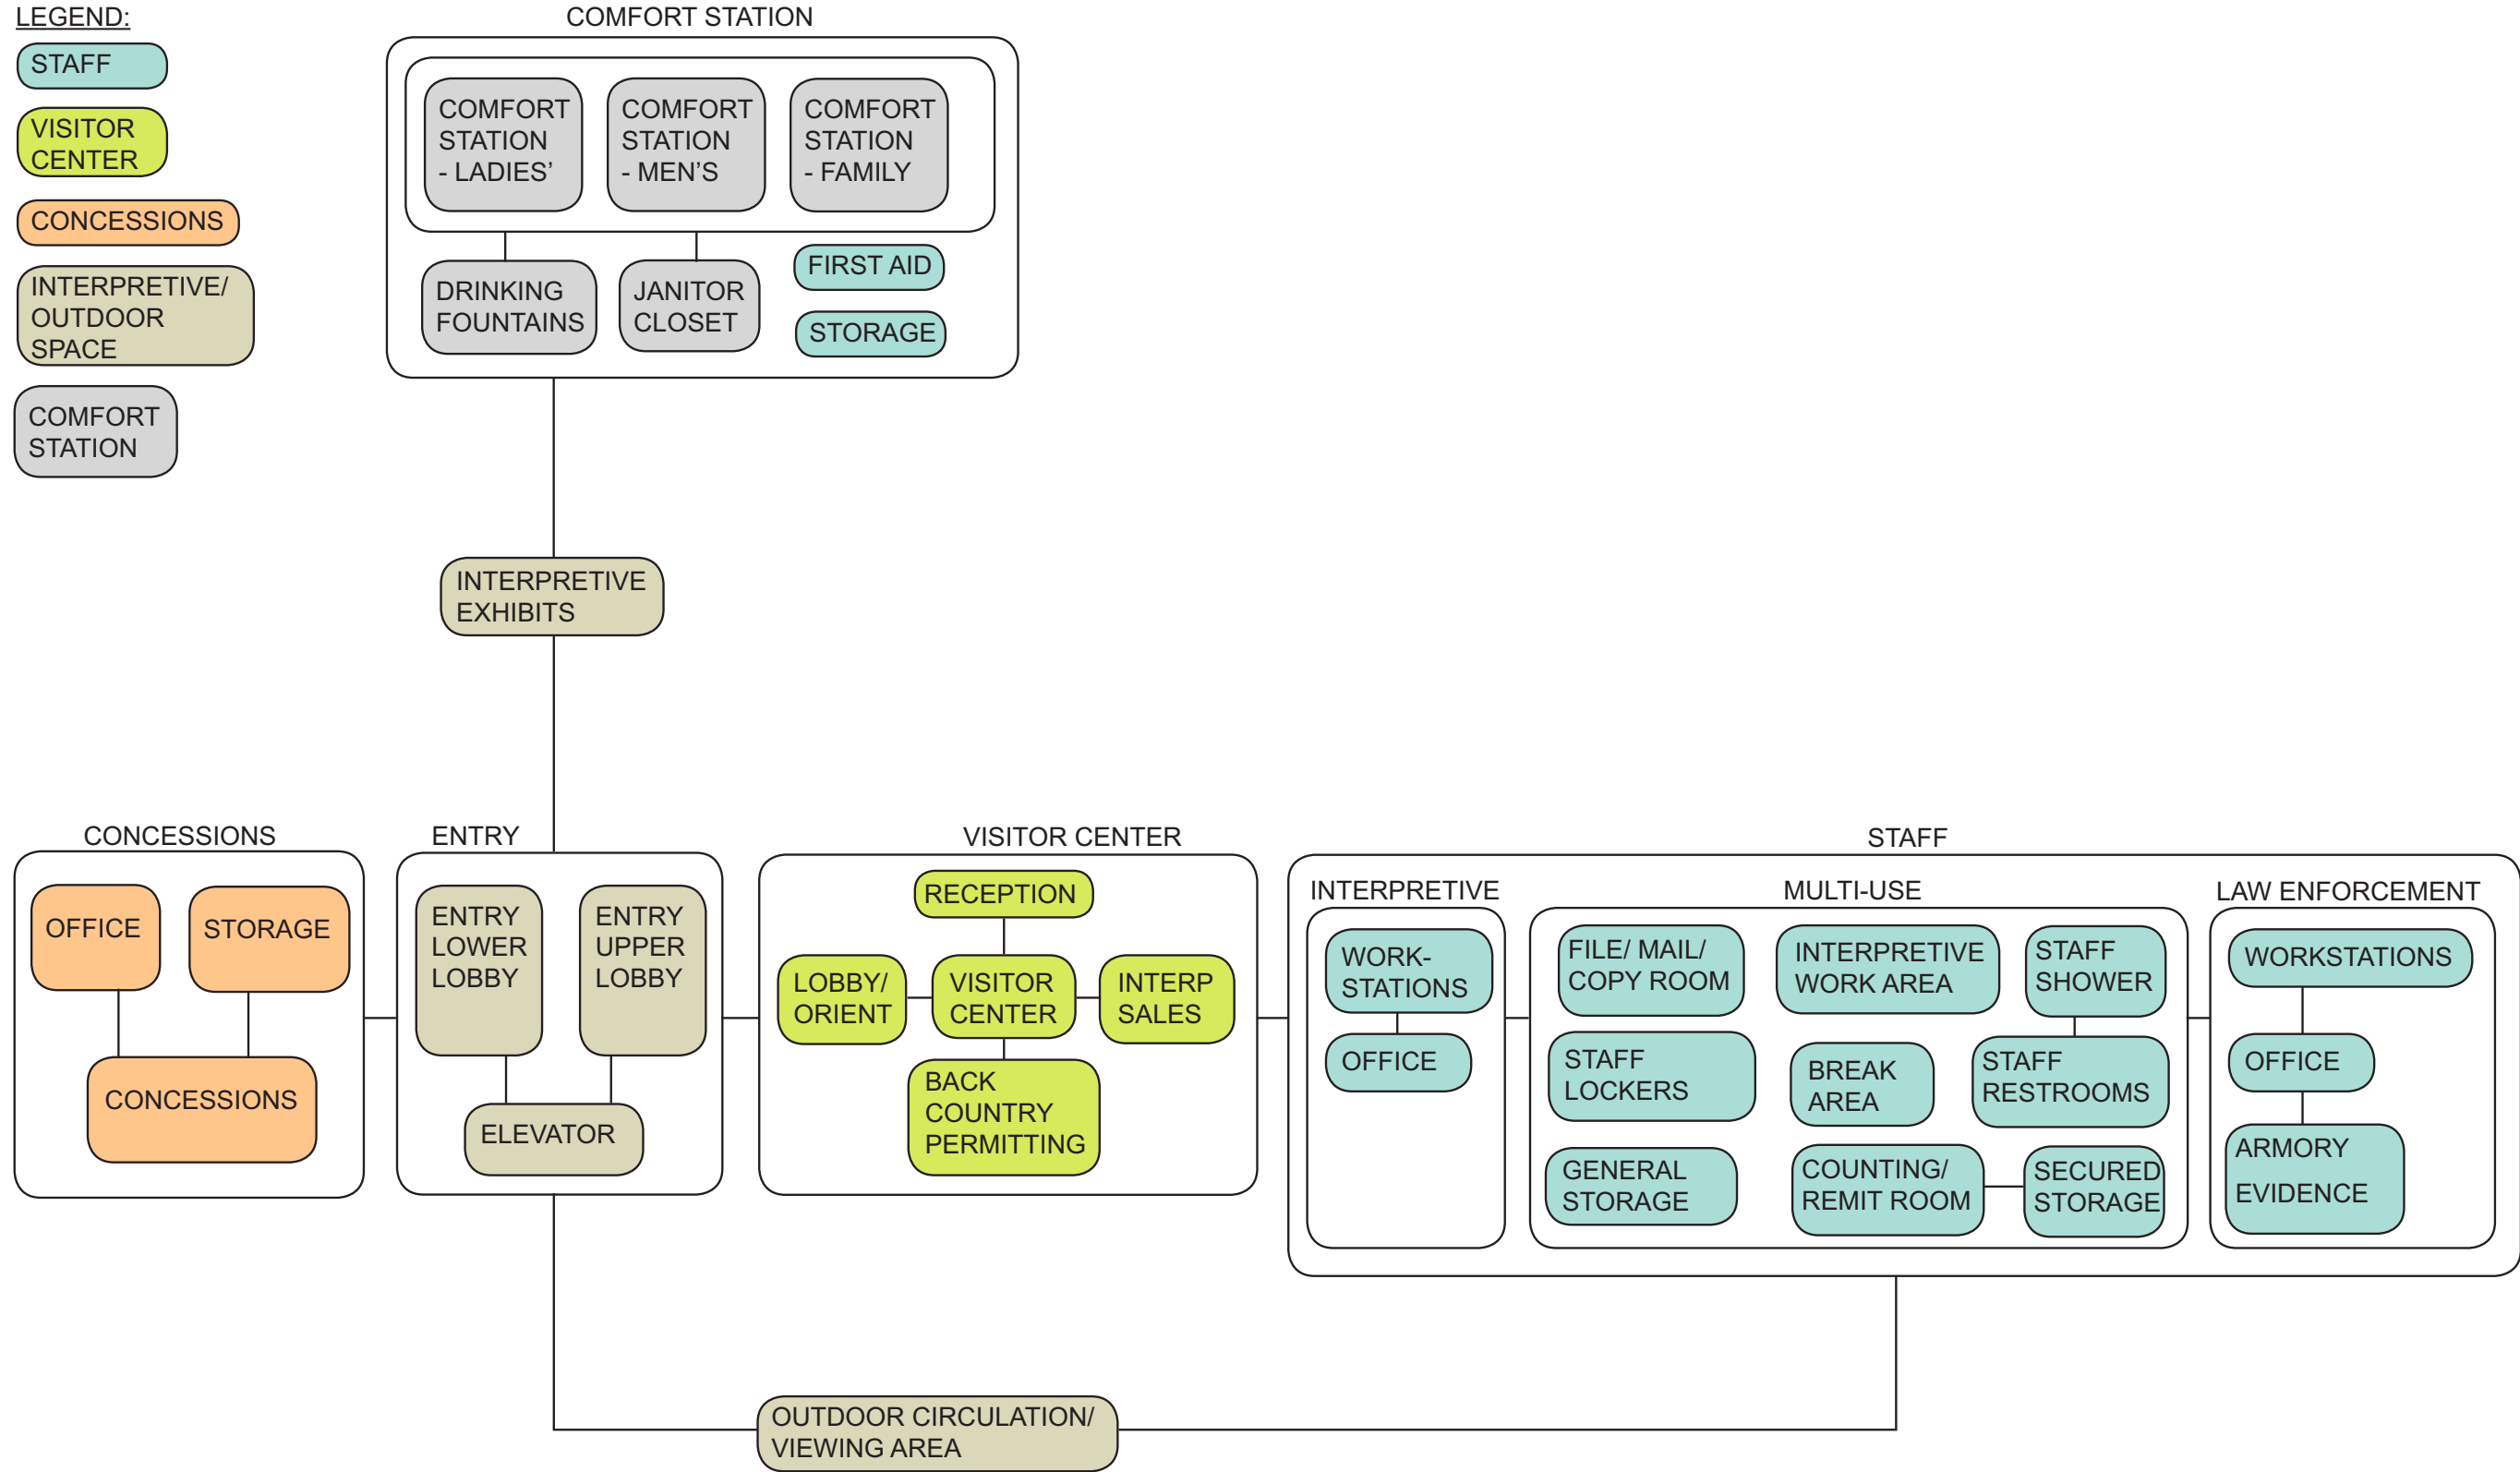 LEGEND:
STAFF
VISITOR
CENTER
CONCESSIONS
INTERPRETIVE/
OUTDOOR
SPACE
COMFORT
STATION
COMFORT STATION
COMFORT
STATION
- LADIES’
COMFORT
STATION
- MEN’S
COMFORT
STATION
- FAMILY
DRINKING
FOUNTAINS
JANITOR
CLOSET
FIRST AID
STORAGE
INTERPRETIVE
EXHIBITS
CONCESSIONS
OFFICE
STORAGE
CONCESSIONS
ENTRY
ENTRY
LOWER
LOBBY
ENTRY
UPPER
LOBBY
ELEVATOR
VISITOR CENTER
RECEPTION
LOBBY/
ORIENT
VISITOR
CENTER
INTERP
SALES
BACK
COUNTRY
PERMITTING
STAFF
INTERPRETIVE
WORK-
STATIONS
OFFICE
MULTI-USE
FILE/ MAIL/
COPY ROOM
INTERPRETIVE
WORK AREA
STAFF
SHOWER
STAFF
LOCKERS
BREAK
AREA
STAFF
RESTROOMS
GENERAL
STORAGE
COUNTING/
REMIT ROOM
SECURED
STORAGE
LAW ENFORCEMENT
WORKSTATIONS
OFFICE
ARMORY
EVIDENCE
OUTDOOR CIRCULATION/
VIEWING AREA